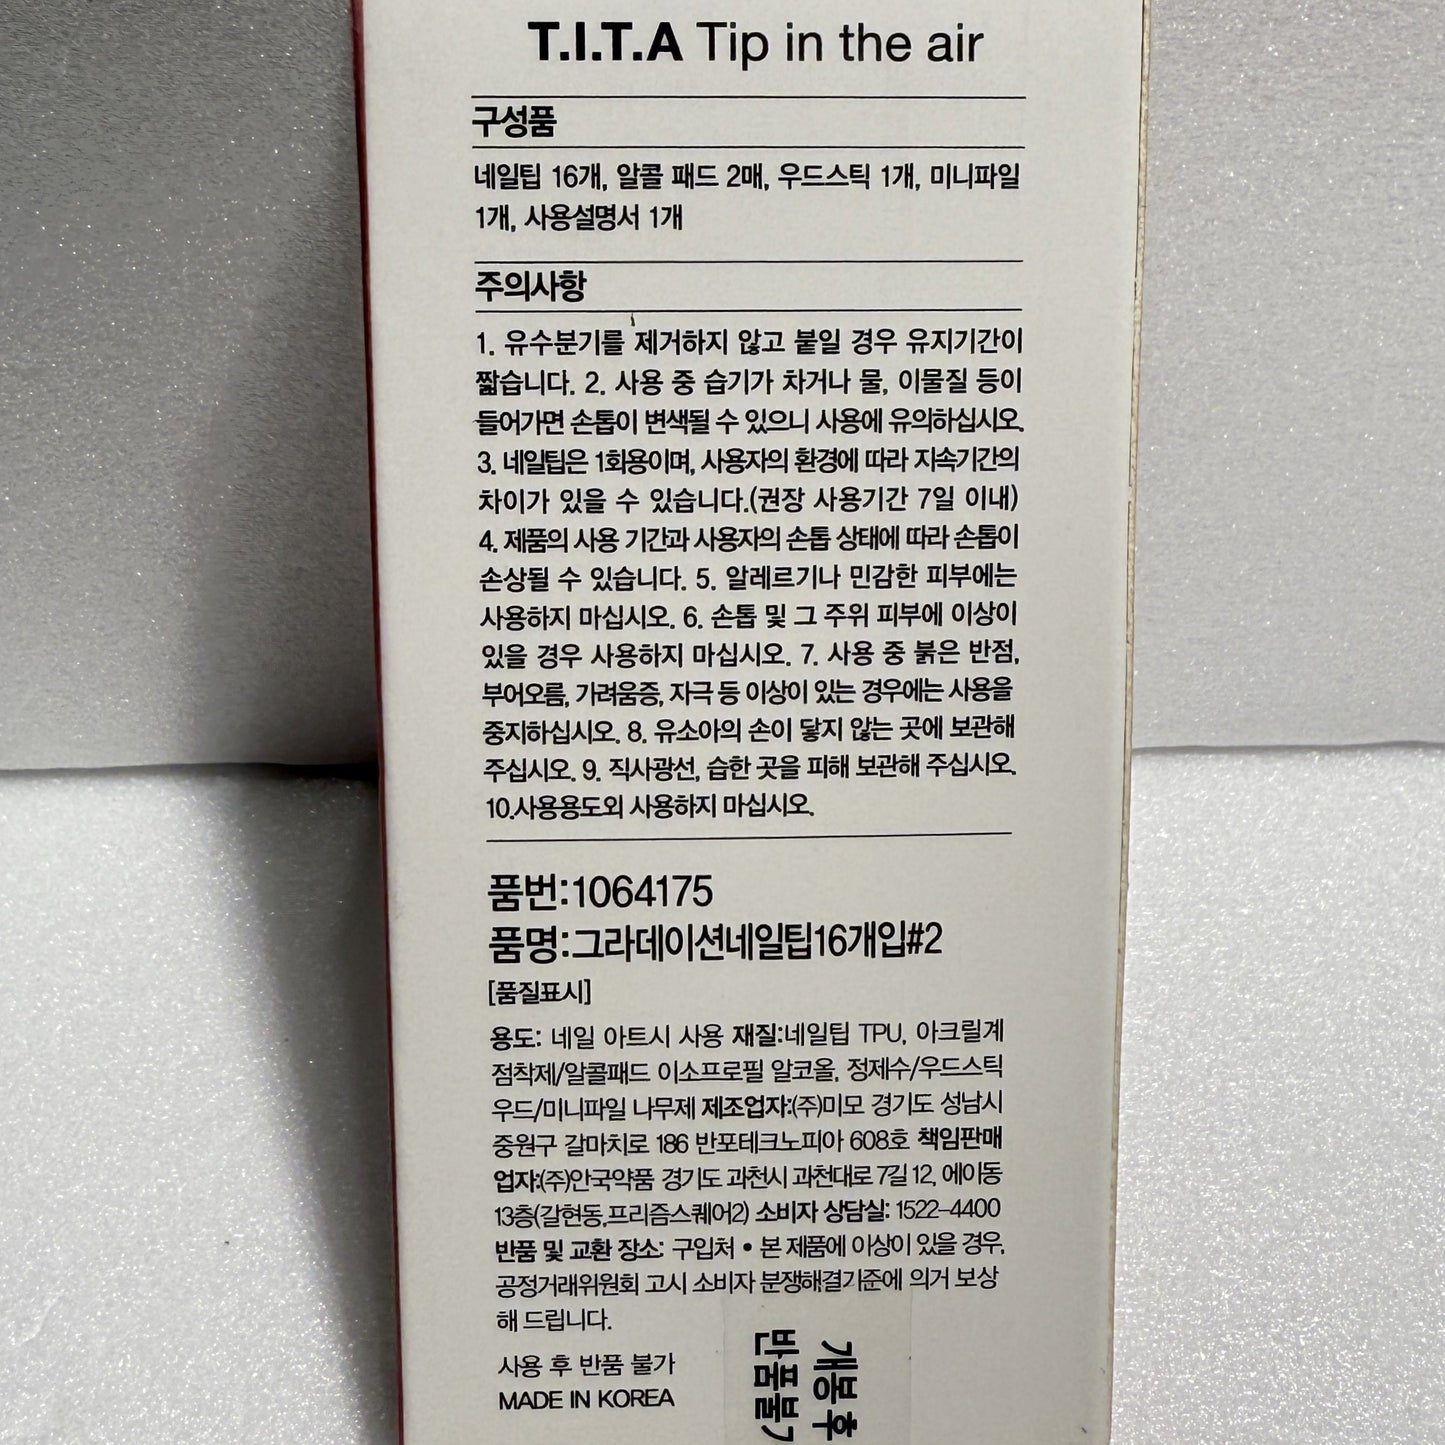 T.I.T.A Tip in the air
구성품
네일팁 16개, 알콜 패드 2매, 우드스틱 1개, 미니파일
1개, 사용설명서 1개
주의사항
1. 유수분기를 제거하지 않고 붙일 경우 유지기간이
짧습니다. 2. 사용 중 습기가 차거나 물, 이물질 등이
들어가면 손톱이 변색될 수 있으니 사용에 유의하십시오.
3. 네일팁은 1회용이며, 사용자의 환경에 따라 지속기간의
차이가 있을 수 있습니다.(권장 사용기간 7일 이내)
4. 제품의 사용 기간과 사용자의 손톱 상태에 따라 손톱이
손상될 수 있습니다. 5. 알레르기나 민감한 피부에는
사용하지 마십시오. 6. 손톱 및 그 주위 피부에 이상이
있을 경우 사용하지 마십시오. 7. 사용 중 붉은 반점,
부어오름, 가려움증, 자극 등 이상이 있는 경우에는 사용을
중지하십시오. 8. 유소아의 손이 닿지 않는 곳에 보관해
주십시오. 9. 직사광선, 습한 곳을 피해 보관해 주십시오.
10.사용용도외 사용하지 마십시오.
품번:1064175
품명:그라데이션네일팁16개입#2
[품질표시]
용도: 네일 아트시 사용 재질:네일팁 TPU, 아크릴계
점착제/알콜패드 이소프로필 알코올, 정제수/우드스틱
우드/미니파일 나무제 제조업자:(주)미모 경기도 성남시
중원구 갈마치로 186 반포테크노피아 608호 책임판매
업자:(주)안국약품 경기도 과천시 과천대로 7길 12, 에이동
13층(갈현동,프리즘스퀘어2) 소비자 상담실: 1522-4400
반품 및 교환 장소: 구입처 • 본 제품에 이상이 있을 경우,
공정거래위원회 고시 소비자 분쟁해결기준에 의거 보상
해 드립니다.
사용 후 반품 불가
MADE IN KOREA
개봉 후
반품불가